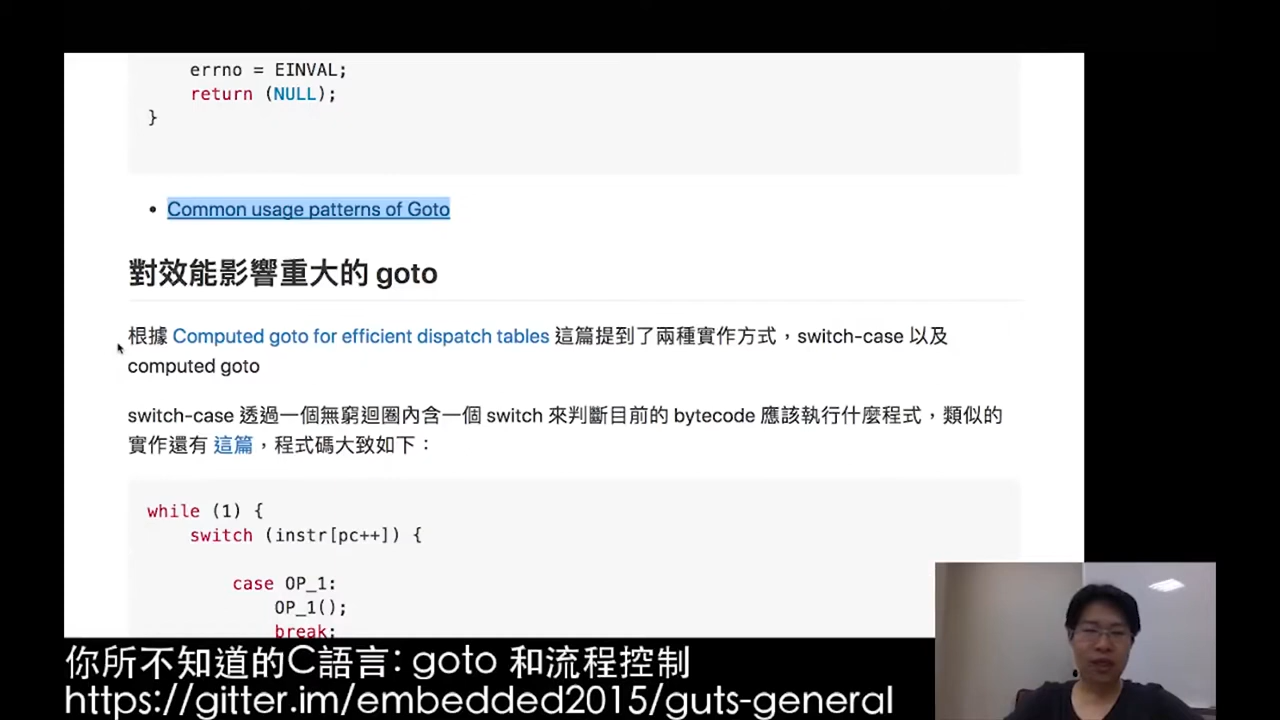 errno = EINVAL;
return (NULL);
}
Common usage patterns of Goto
對效能影響重大的 goto
根據 Computed goto for efficient dispatch tables 這篇提到了兩種實作方式，switch-case 以及
computed goto
switch-case 透過一個無窮迴圈內含一個 switch 來判斷目前的 bytecode 應該執行什麼程式，類似的
實作還有 這篇，程式碼大致如下：
while (1) {
switch (instr[pc++]) {
case OP_1:
OP_1();
break;
你所不知道的C語言: goto 和流程控制
https://gitter.im/embedded2015/guts-general